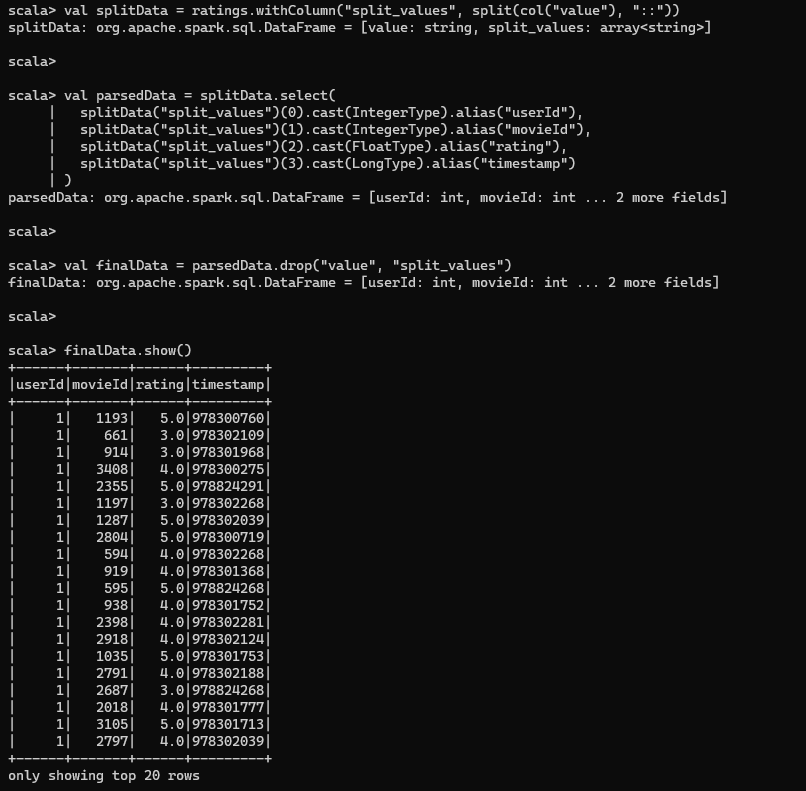 scala> val splitData = ratings.withColumn("split_values", split(col("value"), "::"))
splitData: org.apache.spark.sql.DataFrame = [value: string, split_values: array<string>]
scala>
scala> val parsedData = splitData.select(
     |   splitData("split_values")(0).cast(IntegerType).alias("userId"),
     |   splitData("split_values")(1).cast(IntegerType).alias("movieId"),
     |   splitData("split_values")(2).cast(FloatType).alias("rating"),
     |   splitData("split_values")(3).cast(LongType).alias("timestamp")
     | )
parsedData: org.apache.spark.sql.DataFrame = [userId: int, movieId: int ... 2 more fields]
scala>
scala> val finalData = parsedData.drop("value", "split_values")
finalData: org.apache.spark.sql.DataFrame = [userId: int, movieId: int ... 2 more fields]
scala>
scala> finalData.show()
+------+-------+------+---------+
|userId|movieId|rating|timestamp|
+------+-------+------+---------+
|     1|   1193|   5.0|978300760|
|     1|    661|   3.0|978302109|
|     1|    914|   3.0|978301968|
|     1|   3408|   4.0|978300275|
|     1|   2355|   5.0|978824291|
|     1|   1197|   3.0|978302268|
|     1|   1287|   5.0|978302039|
|     1|   2804|   5.0|978300719|
|     1|    594|   4.0|978302268|
|     1|    919|   4.0|978301368|
|     1|    595|   5.0|978824268|
|     1|    938|   4.0|978301752|
|     1|   2398|   4.0|978302281|
|     1|   2918|   4.0|978302124|
|     1|   1035|   5.0|978301753|
|     1|   2791|   4.0|978302188|
|     1|   2687|   3.0|978824268|
|     1|   2018|   4.0|978301777|
|     1|   3105|   5.0|978301713|
|     1|   2797|   4.0|978302039|
+------+-------+------+---------+
only showing top 20 rows